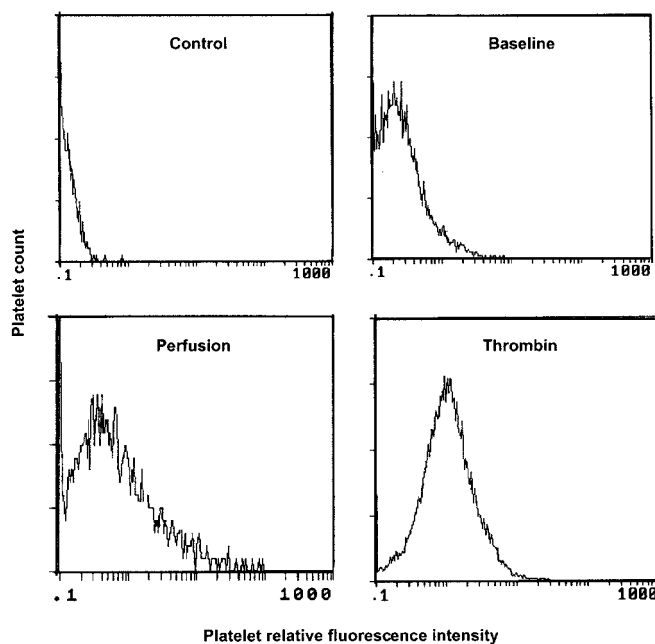 Control
Baseline
.1 1000
.1 1000
Platelet count
Perfusion
Thrombin
.1 1000
.1 1000
Platelet relative fluorescence intensity